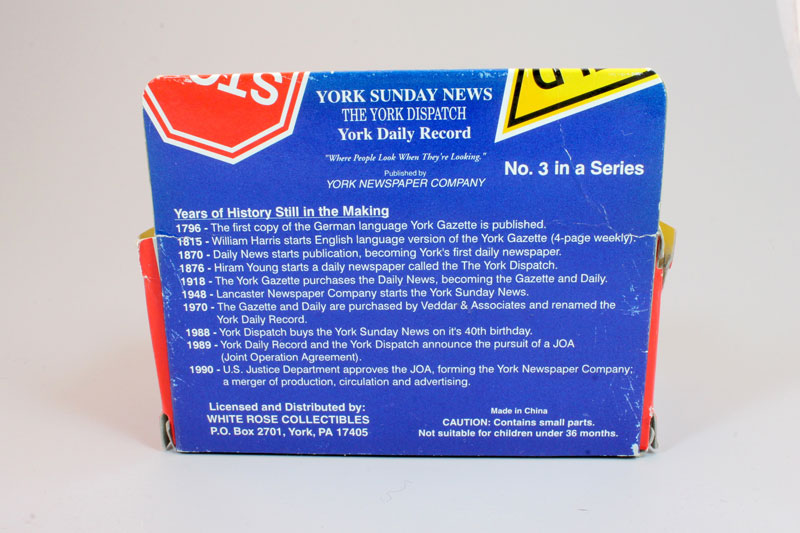 STO
LD
YORK SUNDAY NEWS
THE YORK DISPATCH
York Daily Record
"Where People Look When They're Looking."
Published by
YORK NEWSPAPER COMPANY
No. 3 in a Series
Years of History Still in the Making
1796 - The first copy of the German language York Gazette is published.
1815 - William Harris starts English language version of the York Gazette (4-page weekly).
1870 - Daily News starts publication, becoming York's first daily newspaper.
1876 - Hiram Young starts a daily newspaper called the The York Dispatch.
1918 - The York Gazette purchases the Daily News, becoming the Gazette and Daily.
1948 - Lancaster Newspaper Company starts the York Sunday News.
1970 - The Gazette and Daily are purchased by Veddar & Associates and renamed the
York Daily Record.
1988 - York Dispatch buys the York Sunday News on it's 40th birthday.
1989 - York Daily Record and the York Dispatch announce the pursuit of a JOA
(Joint Operation Agreement).
1990 - U.S. Justice Department approves the JOA, forming the York Newspaper Company;
a merger of production, circulation and advertising.
Licensed and Distributed by:
WHITE ROSE COLLECTIBLES
P.O. Box 2701, York, PA 17405
Made in China
CAUTION: Contains small parts.
Not suitable for children under 36 months.